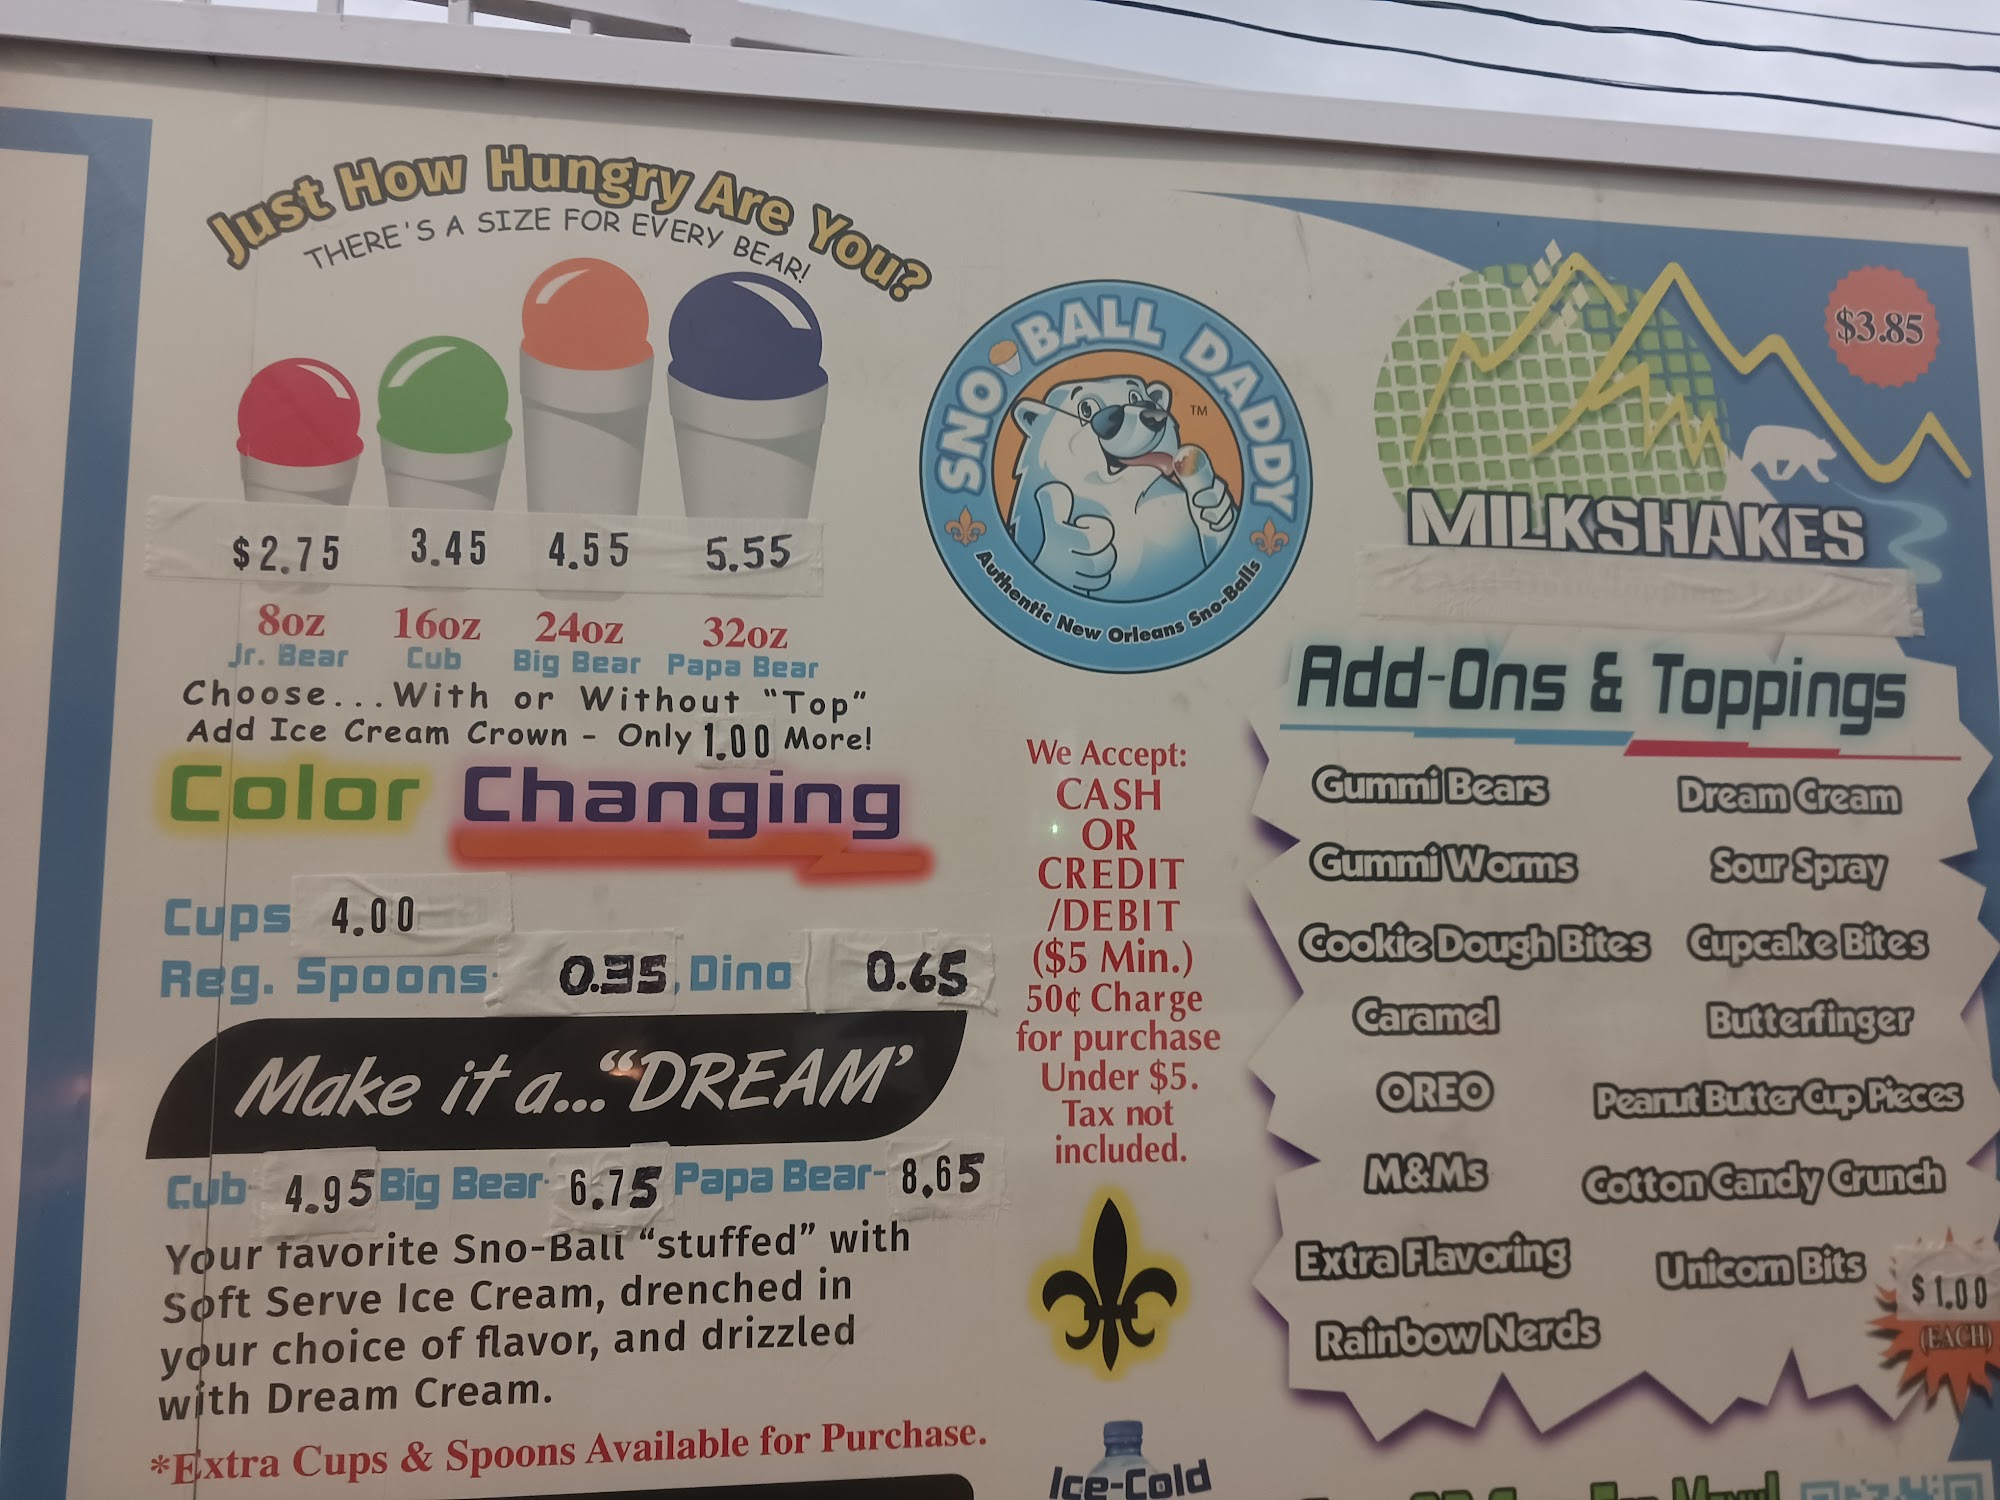 Just How Hungry Are You?
THERE'S A SIZE FOR EVERY BEAR!
$2.75 3.45 4.55 5.55
8oz 16oz 24oz 32oz
Jr. Bear Cub Big Bear Papa Bear
Choose...With or Without "Top"
Add Ice Cream Crown - Only 1.00 More!
Color Changing
Cups 4.00
Reg. Spoons- 0.35, Dino 0.65
Make it a..."DREAM'
Cub- 4.95 Big Bear- 6.75 Papa Bear- 8.65
Your favorite Sno-Ball "stuffed" with
Soft Serve Ice Cream, drenched in
your choice of flavor, and drizzled
with Dream Cream.
*Extra Cups & Spoons Available for Purchase.
SNO BALL DADDY
TM
Authentic New Orleans Sno-Balls
We Accept:
CASH
OR
CREDIT
/DEBIT
($5 Min.)
50¢ Charge
for purchase
Under $5.
Tax not
included.
Ice-Cold
$3.85
MILKSHAKES
Add-Ons & Toppings
Gummi Bears
Gummi Worms
Cookie Dough Bites
Caramel
OREO
M&Ms
Extra Flavoring
Rainbow Nerds
Dream Cream
Sour Spray
Cupcake Bites
Butterfinger
Peanut Butter Cup Pieces
Cotton Candy Crunch
Unicorn Bits
$1.00
(EACH)